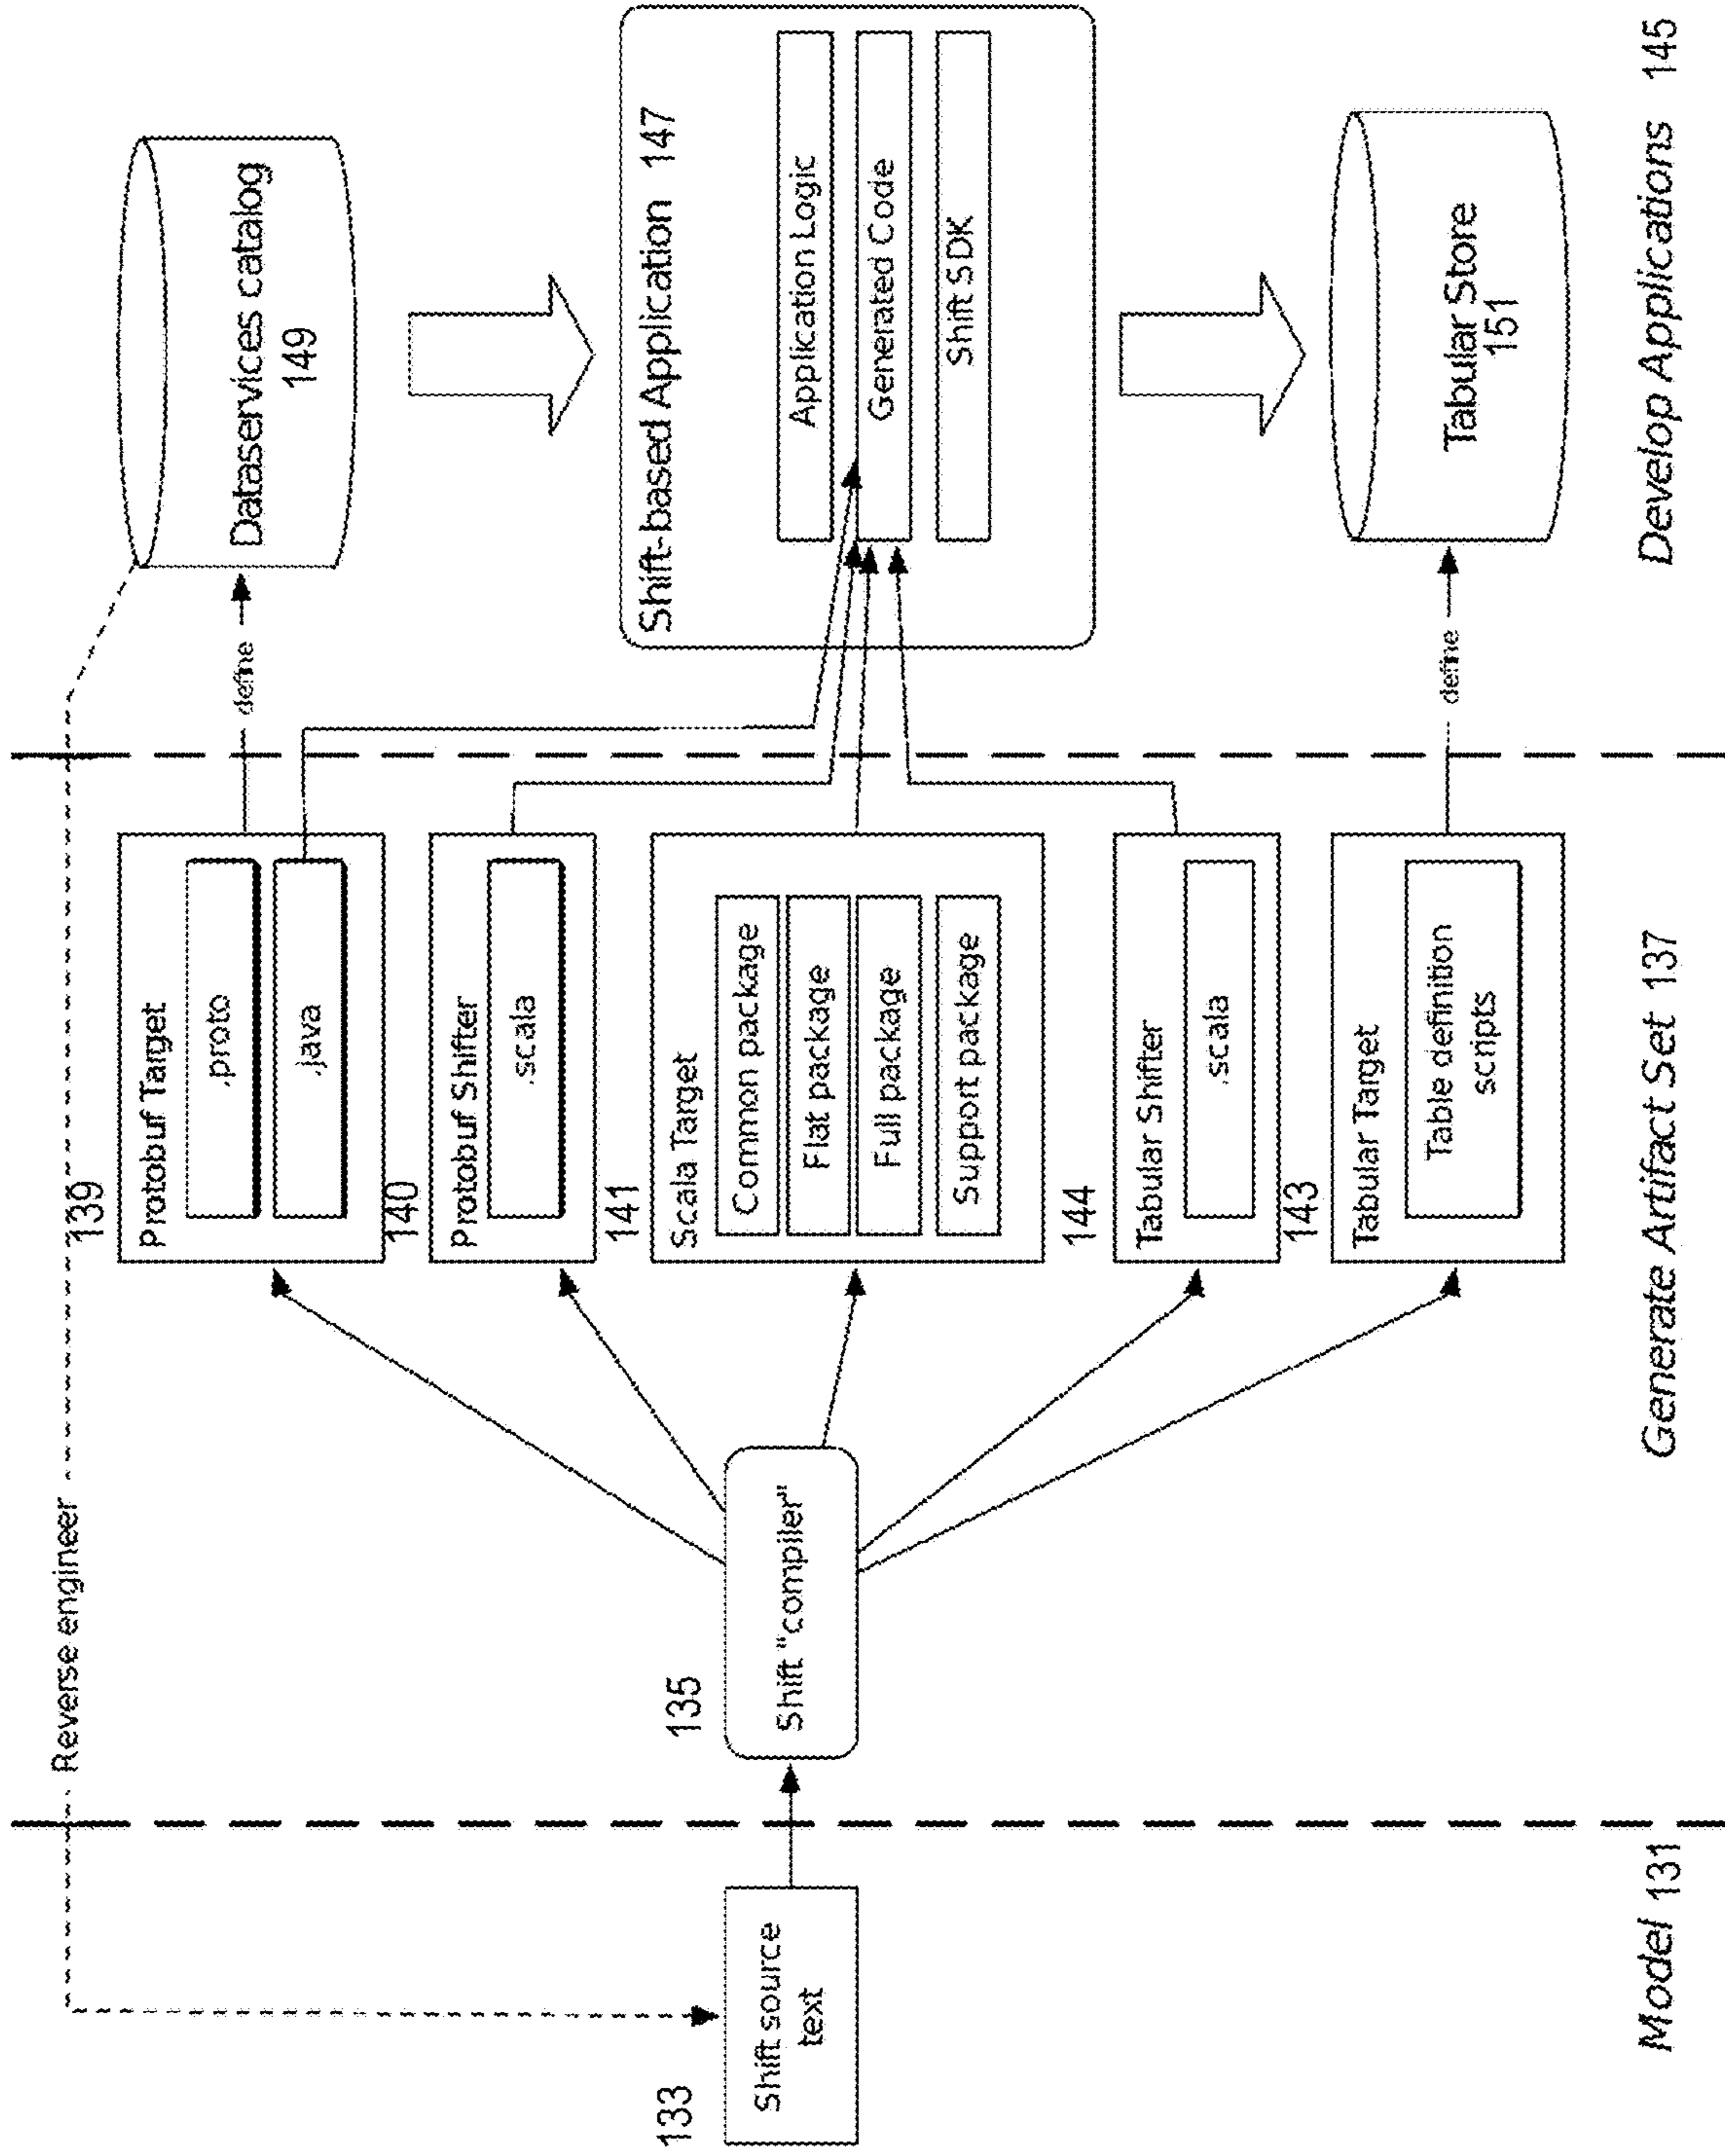 Reverse engineer
133
Shift source
text
Model 131
135
Shift "compiler"
139
Protobuf Target
.proto
.java
140
Protobuf Shifter
.scala
141
Scala Target
Common package
Flat package
Full package
Support package
144
Tabular Shifter
.scala
143
Tabular Target
Table definition
scripts
Generate Artifact Set 137
define
Dataservices catalog
149
Shift-based Application 147
Application Logic
Generated Code
Shift SDK
define
Tabular Store
151
Develop Applications 145